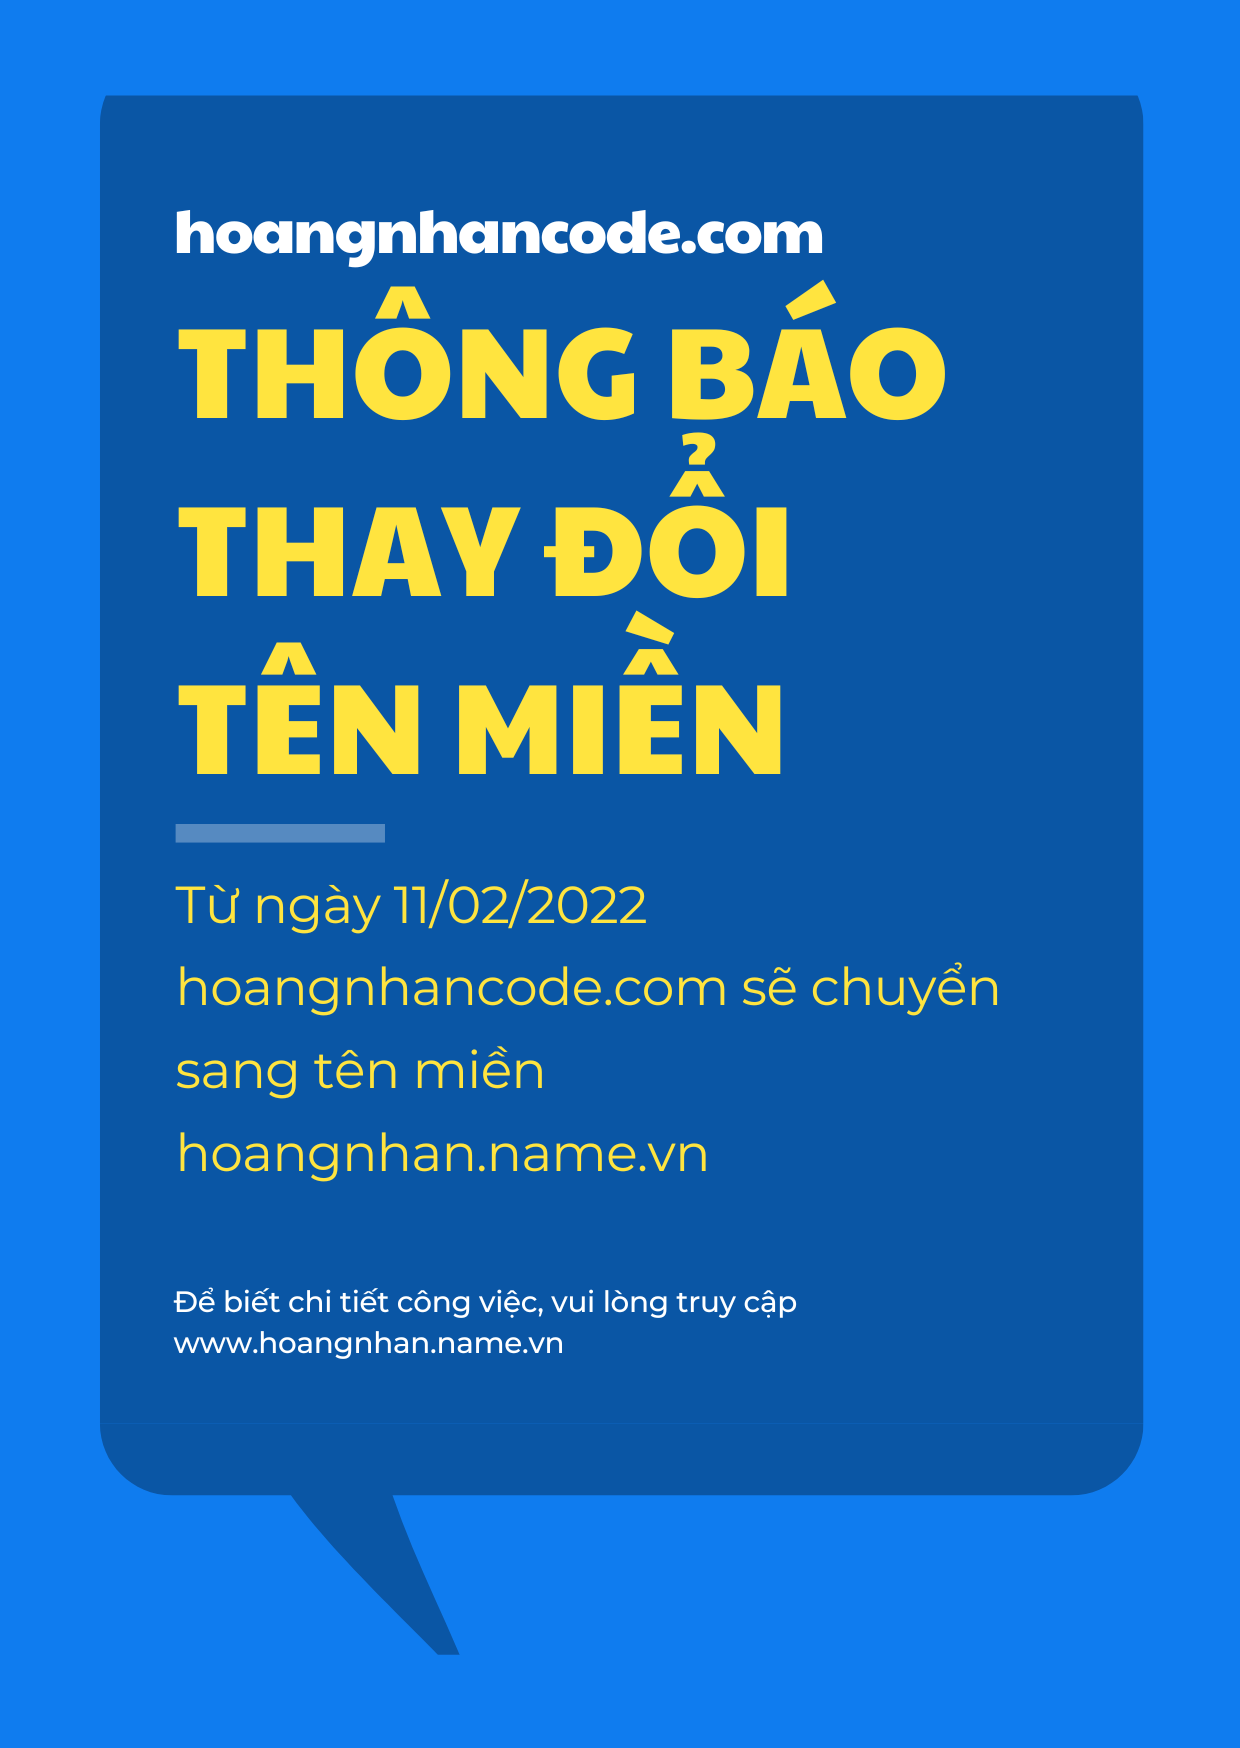 hoangnhancode.com
THÔNG BÁO
THAY ĐỔI
TÊN MIỀN
Từ ngày 11/02/2022
hoangnhancode.com sẽ chuyển
sang tên miền
hoangnhan.name.vn
Để biết chi tiết công việc, vui lòng truy cập
www.hoangnhan.name.vn